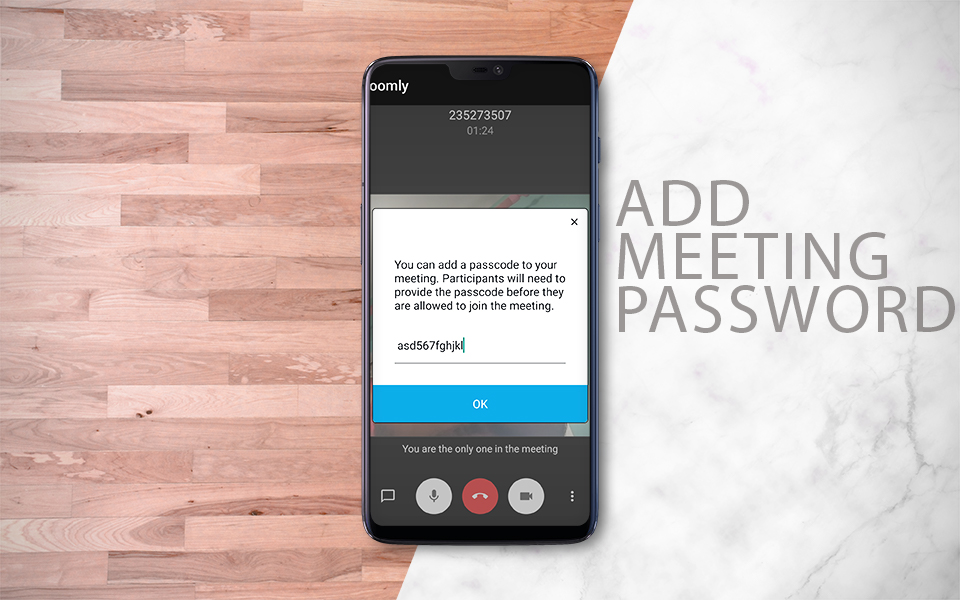 oomly
235273507
01:24
×
You can add a passcode to your
meeting. Participants will need to
provide the passcode before they
are allowed to join the meeting.
asd567fghjkl
OK
You are the only one in the meeting
ADD
MEETING
PASSWORD